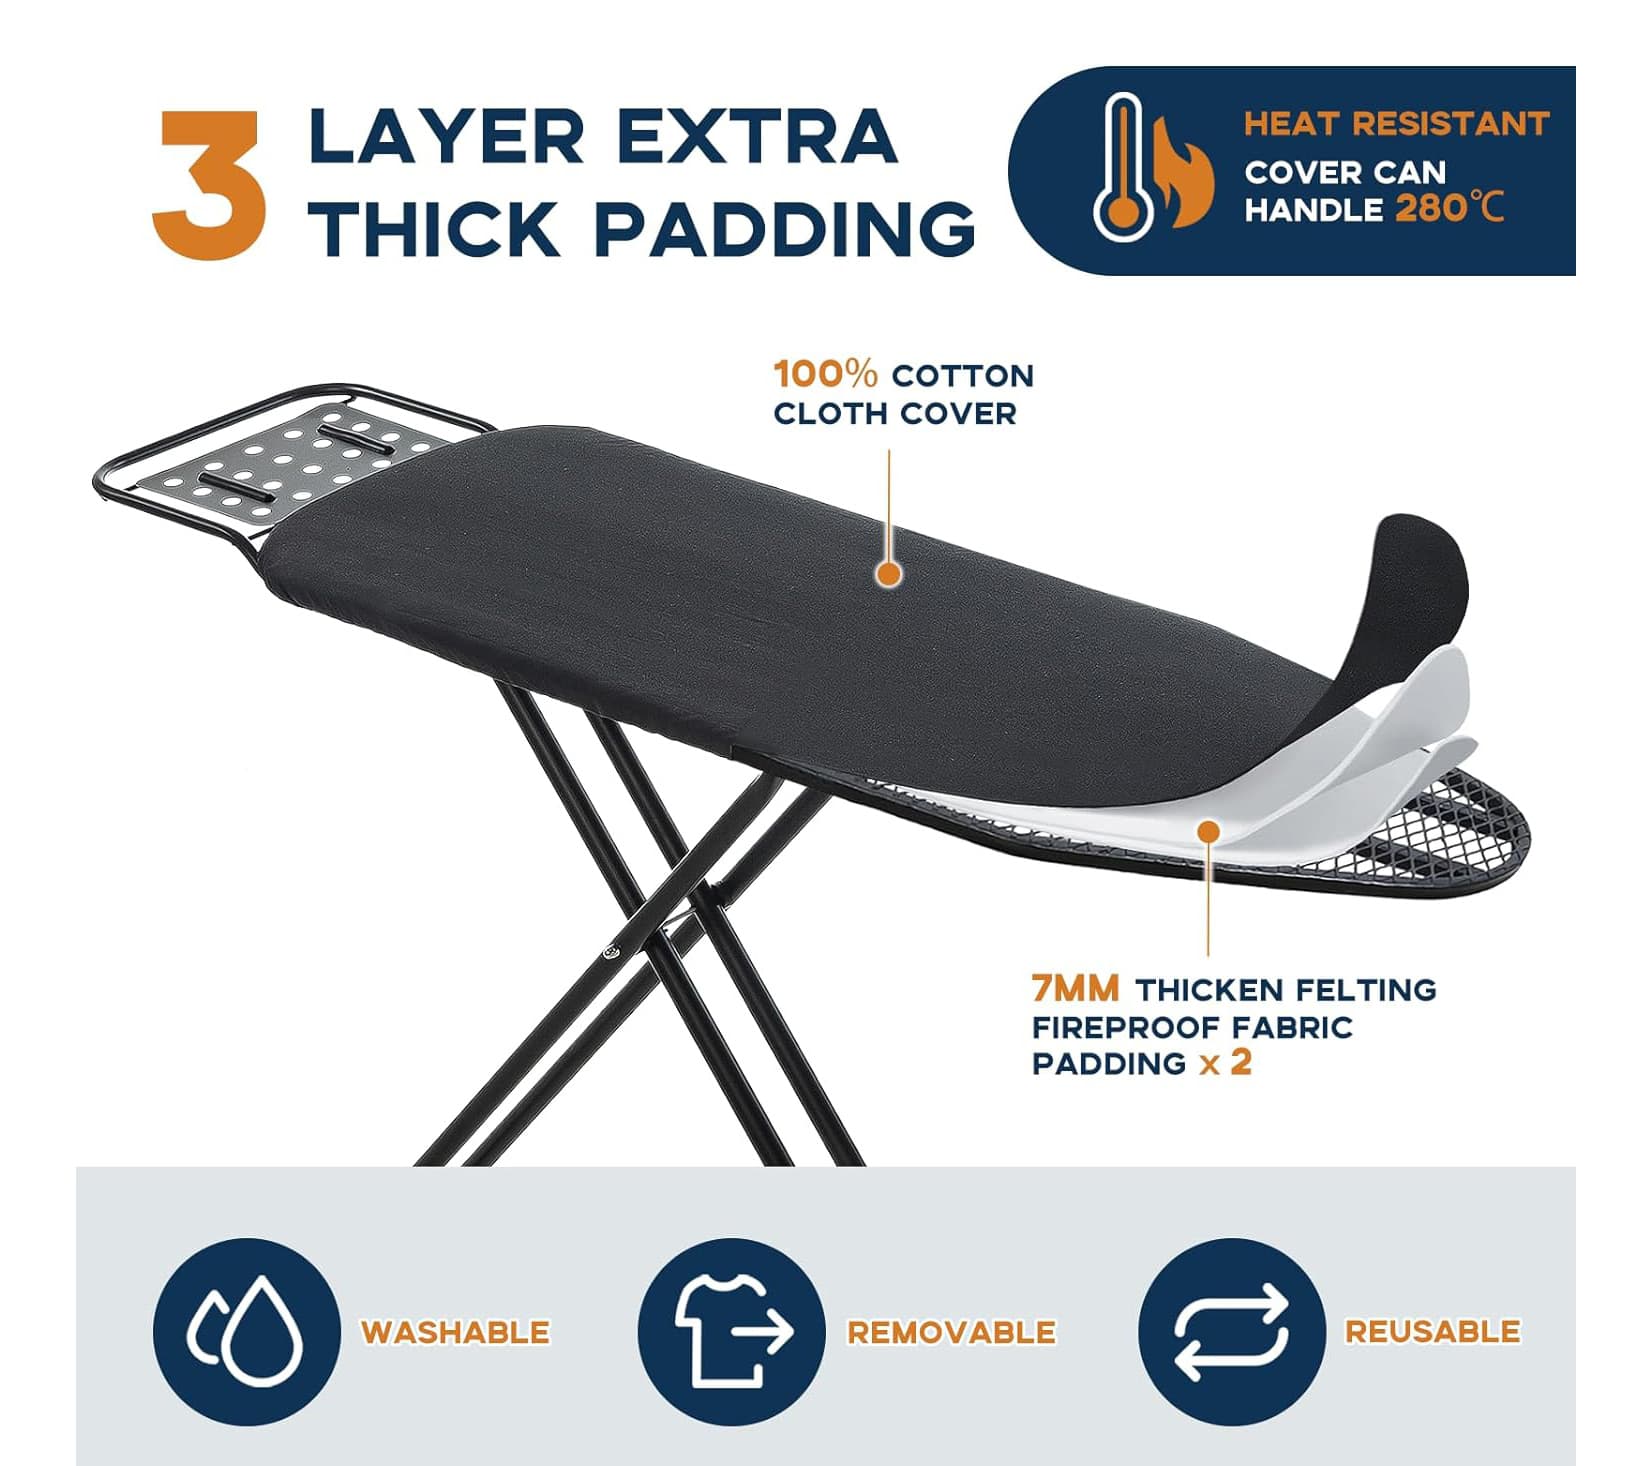 3 LAYER EXTRA
THICK PADDING
HEAT RESISTANT
COVER CAN
HANDLE 280℃
100% COTTON
CLOTH COVER
7MM THICKEN FELTING
FIREPROOF FABRIC
PADDING x 2
WASHABLE
REMOVABLE
REUSABLE